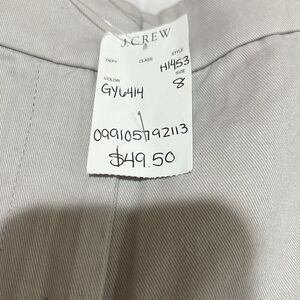 J.CREW
DEPT CLASS STYLE
H1453
COLOR SIZE
GY6414 8
099105792113
$49.50